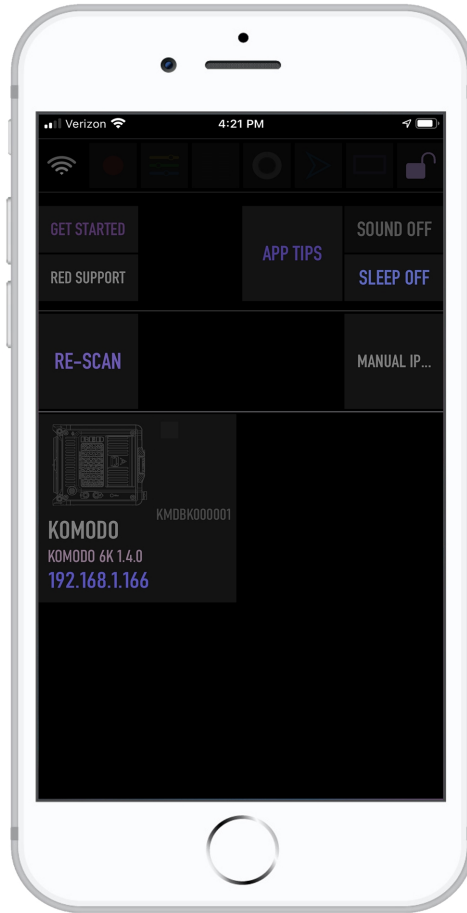 Verizon
4:21 PM
GET STARTED
APP TIPS
SOUND OFF
RED SUPPORT
SLEEP OFF
RE-SCAN
MANUAL IP...
KMDBK000001
KOMODO
KOMODO 6K 1.4.0
192.168.1.166